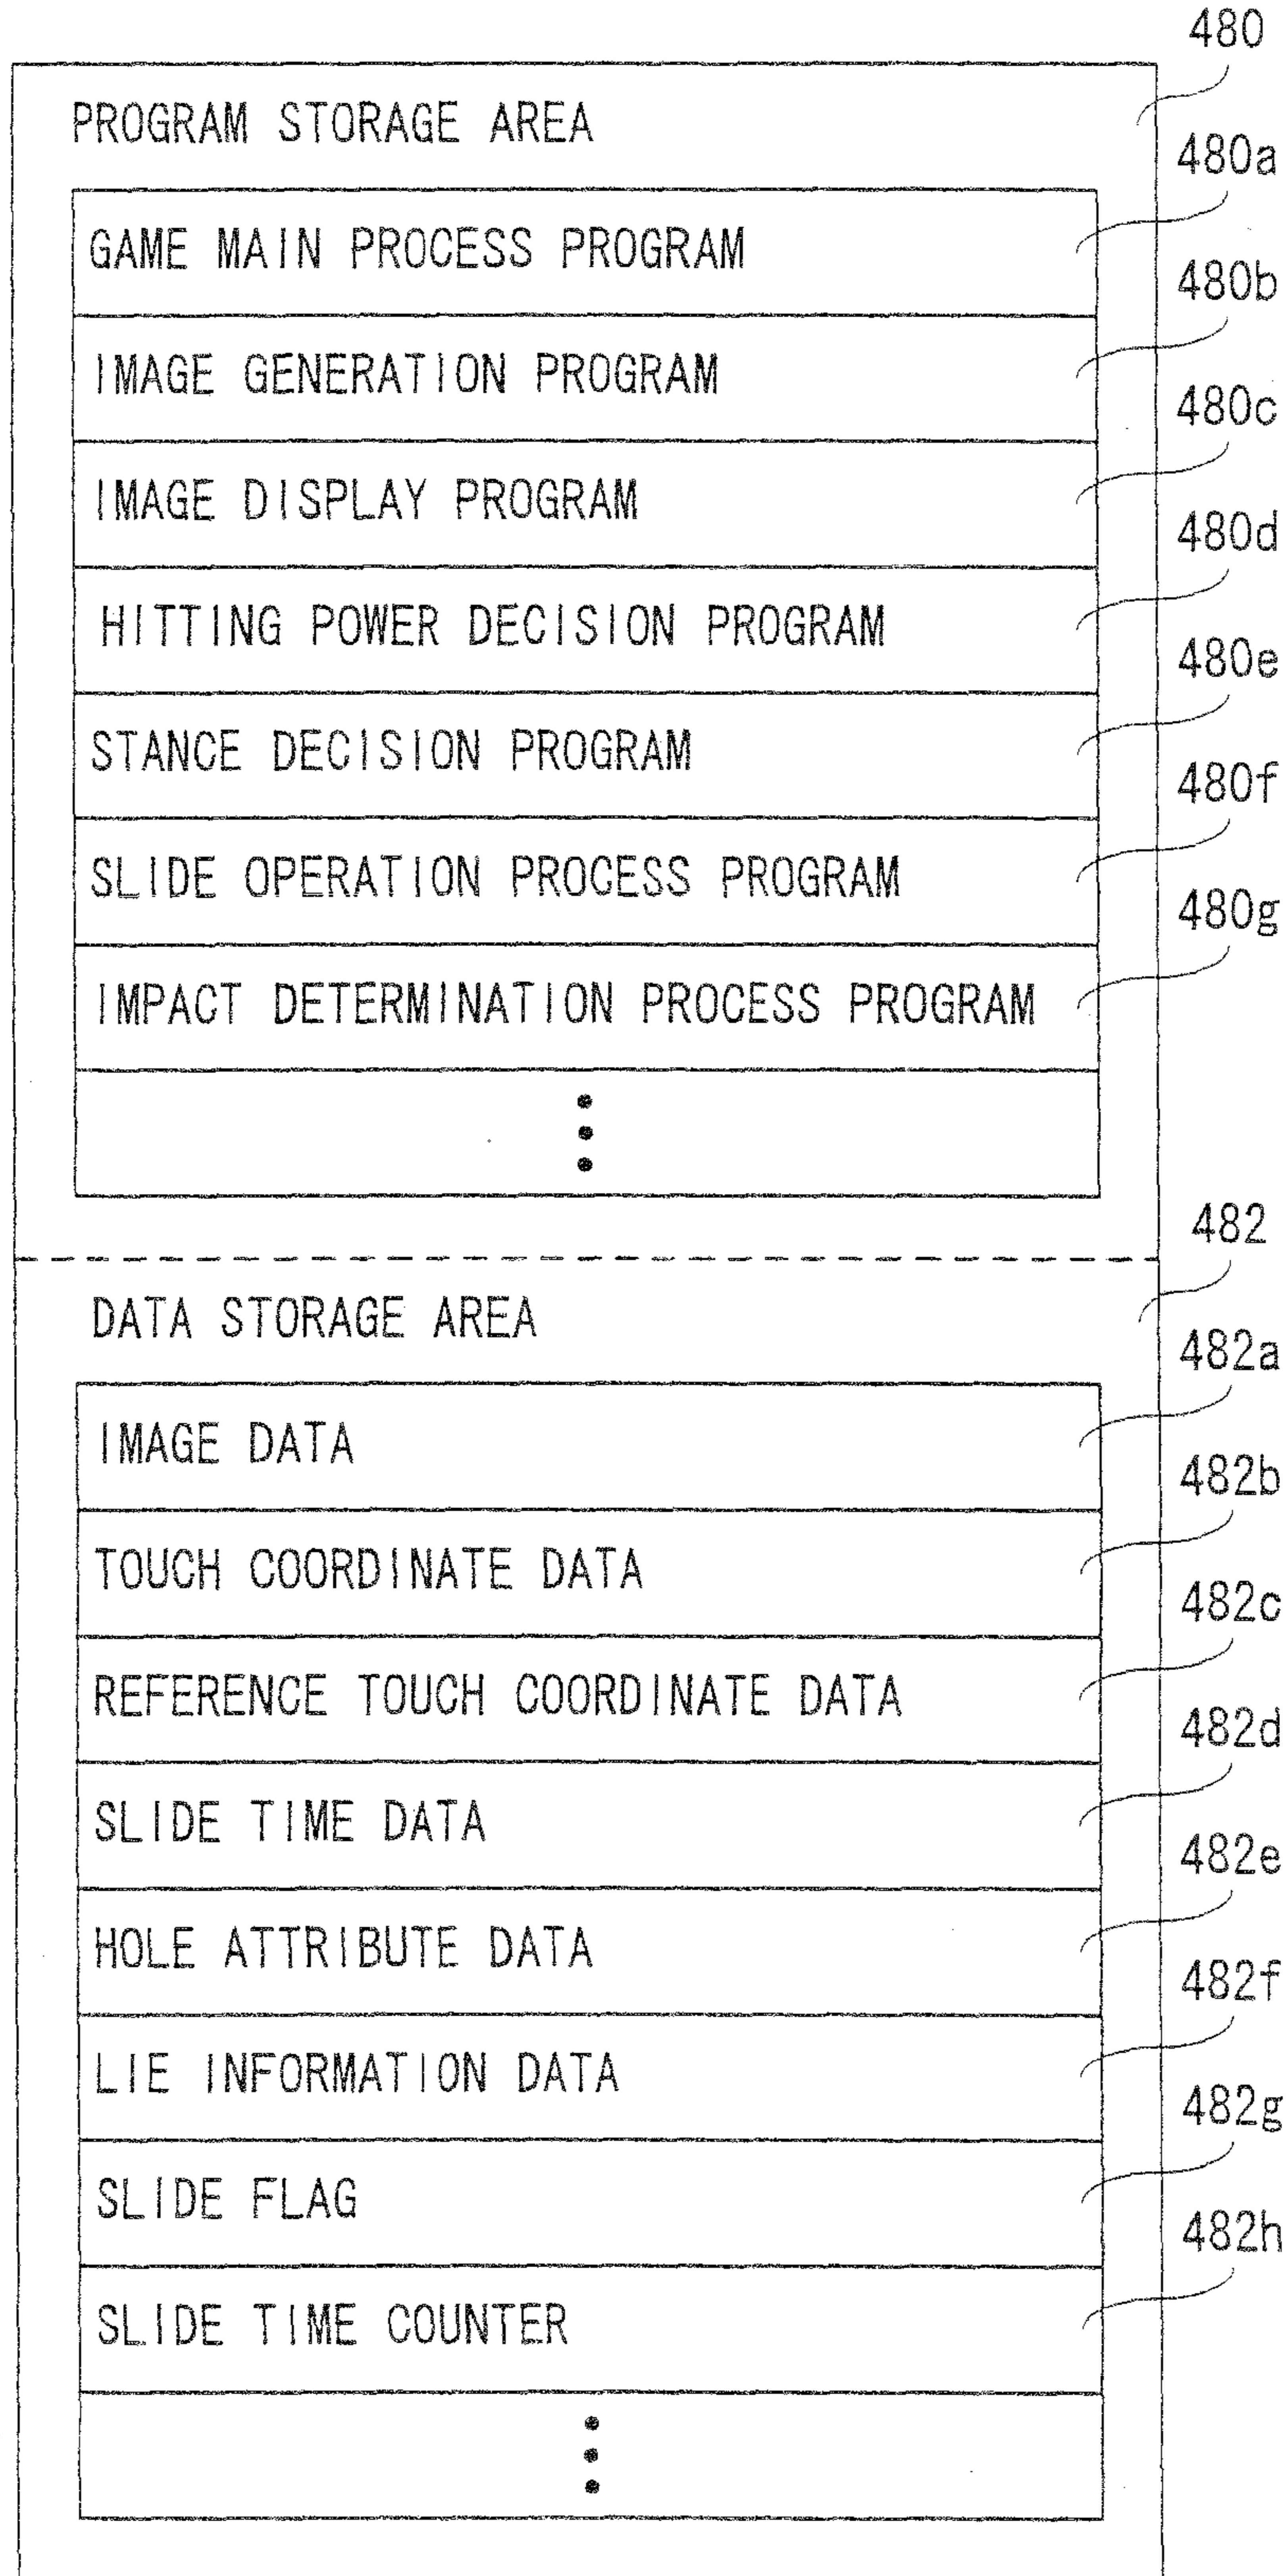 480
PROGRAM STORAGE AREA
480a
GAME MAIN PROCESS PROGRAM
480b
IMAGE GENERATION PROGRAM
480c
IMAGE DISPLAY PROGRAM
480d
HITTING POWER DECISION PROGRAM
480e
STANCE DECISION PROGRAM
480f
SLIDE OPERATION PROCESS PROGRAM
480g
IMPACT DETERMINATION PROCESS PROGRAM
482
DATA STORAGE AREA
482a
IMAGE DATA
482b
TOUCH COORDINATE DATA
482c
REFERENCE TOUCH COORDINATE DATA
482d
SLIDE TIME DATA
482e
HOLE ATTRIBUTE DATA
482f
LIE INFORMATION DATA
482g
SLIDE FLAG
482h
SLIDE TIME COUNTER